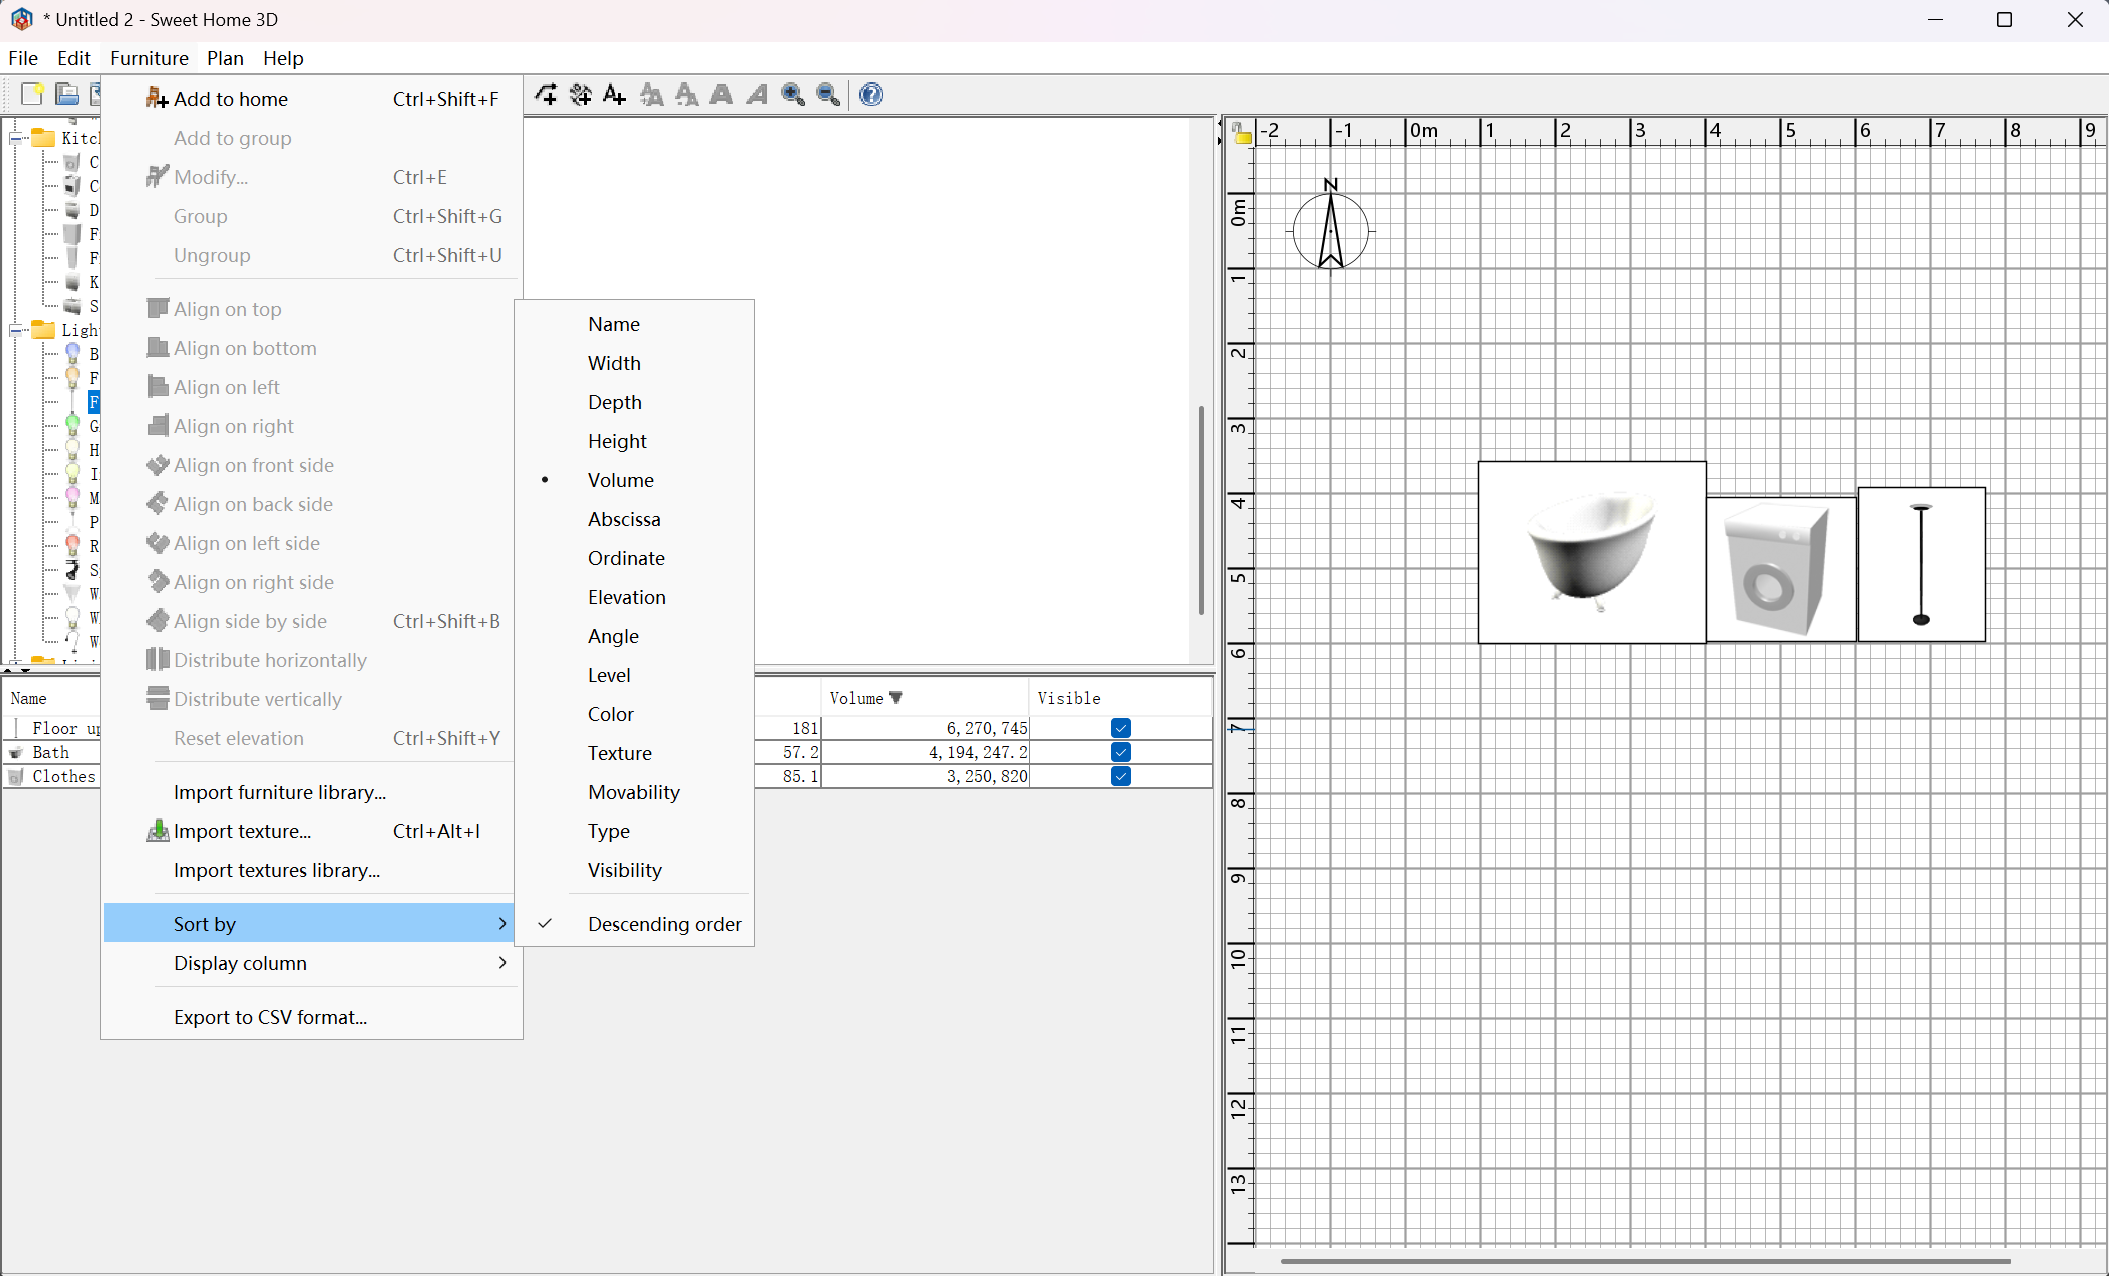 * Untitled 2 - Sweet Home 3D
File Edit Furniture Plan Help
Add to home Ctrl+Shift+F
Add to group
Modify... Ctrl+E
Group Ctrl+Shift+G
Ungroup Ctrl+Shift+U
Align on top
Align on bottom
Align on left
Align on right
Align on front side
Align on back side
Align on left side
Align on right side
Align side by side Ctrl+Shift+B
Distribute horizontally
Distribute vertically
Reset elevation Ctrl+Shift+Y
Import furniture library...
Import texture... Ctrl+Alt+I
Import textures library...
Sort by
Display column
Export to CSV format...
Name
Width
Depth
Height
Volume
Abscissa
Ordinate
Elevation
Angle
Level
Color
Texture
Movability
Type
Visibility
Descending order
Name Volume Visible
Floor 181 6,270,745
Bath 57.2 4,194,247.2
Clothes 85.1 3,250,820
-2 -1 0m 1 2 3 4 5 6 7 8 9
N
0m
1
2
3
4
5
6
7
8
9
10
11
12
13